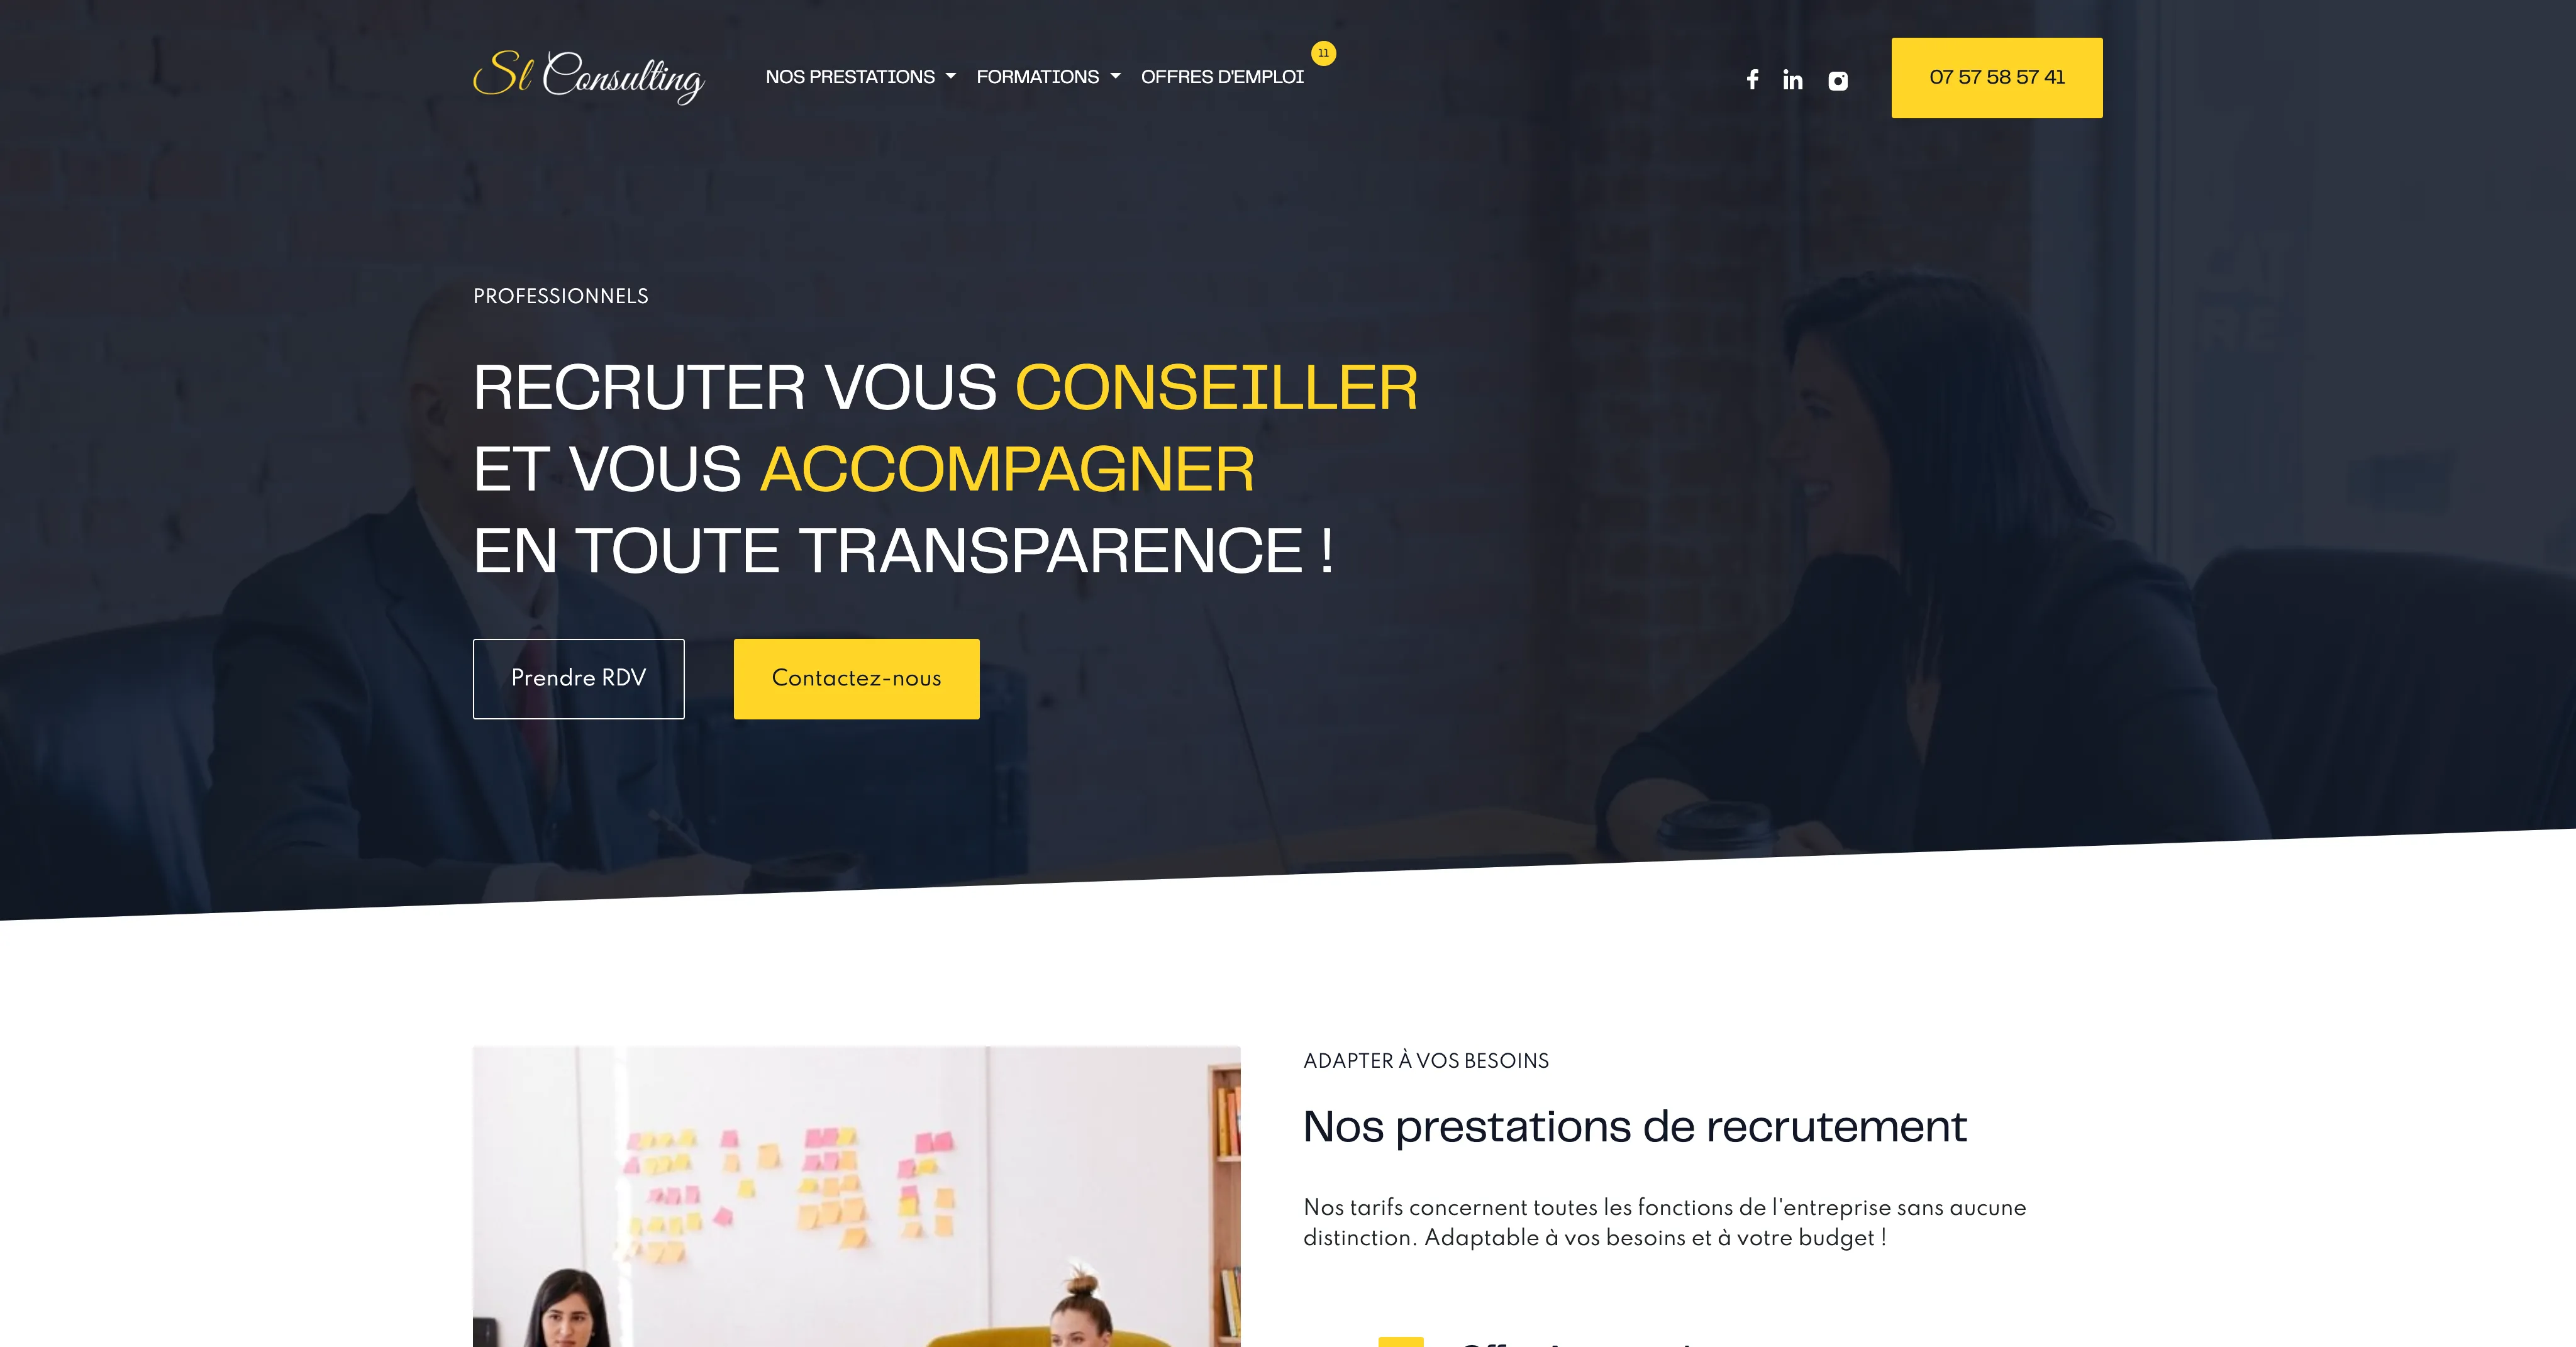 Sl Consulting
NOS PRESTATIONS
FORMATIONS
OFFRES D'EMPLOI
11
07 57 58 57 41
PROFESSIONNELS
RECRUTER VOUS CONSEILLER
ET VOUS ACCOMPAGNER
EN TOUTE TRANSPARENCE !
Prendre RDV
Contactez-nous
ADAPTER À VOS BESOINS
Nos prestations de recrutement
Nos tarifs concernent toutes les fonctions de l'entreprise sans aucune
distinction. Adaptable à vos besoins et à votre budget !